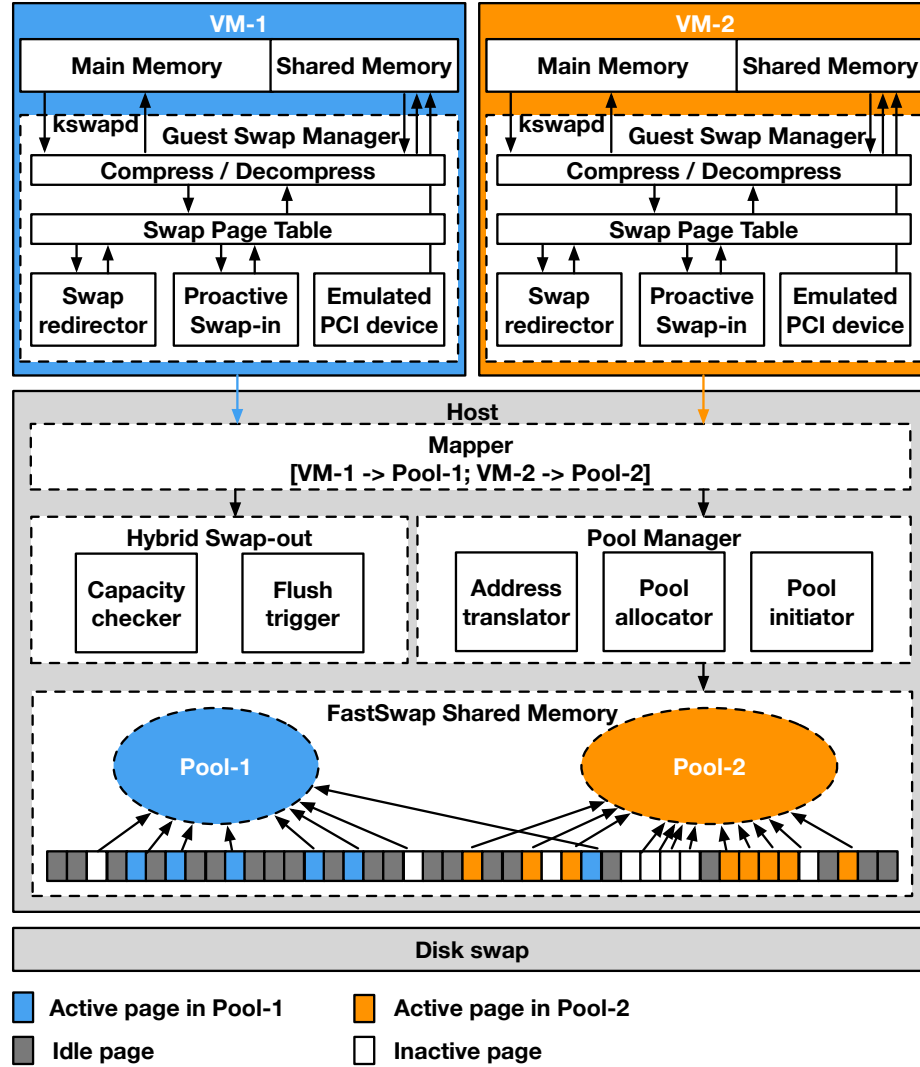 VM-1
Main Memory
Shared Memory
kswapd
Guest Swap Manager
Compress / Decompress
Swap Page Table
Swap
redirector
Proactive
Swap-in
Emulated
PCI device
VM-2
Main Memory
Shared Memory
kswapd
Guest Swap Manager
Compress / Decompress
Swap Page Table
Swap
redirector
Proactive
Swap-in
Emulated
PCI device
Host
Mapper
[VM-1 -> Pool-1; VM-2 -> Pool-2]
Hybrid Swap-out
Capacity
checker
Flush
trigger
Pool Manager
Address
translator
Pool
allocator
Pool
initiator
FastSwap Shared Memory
Pool-1
Pool-2
Disk swap
Active page in Pool-1
Active page in Pool-2
Idle page
Inactive page